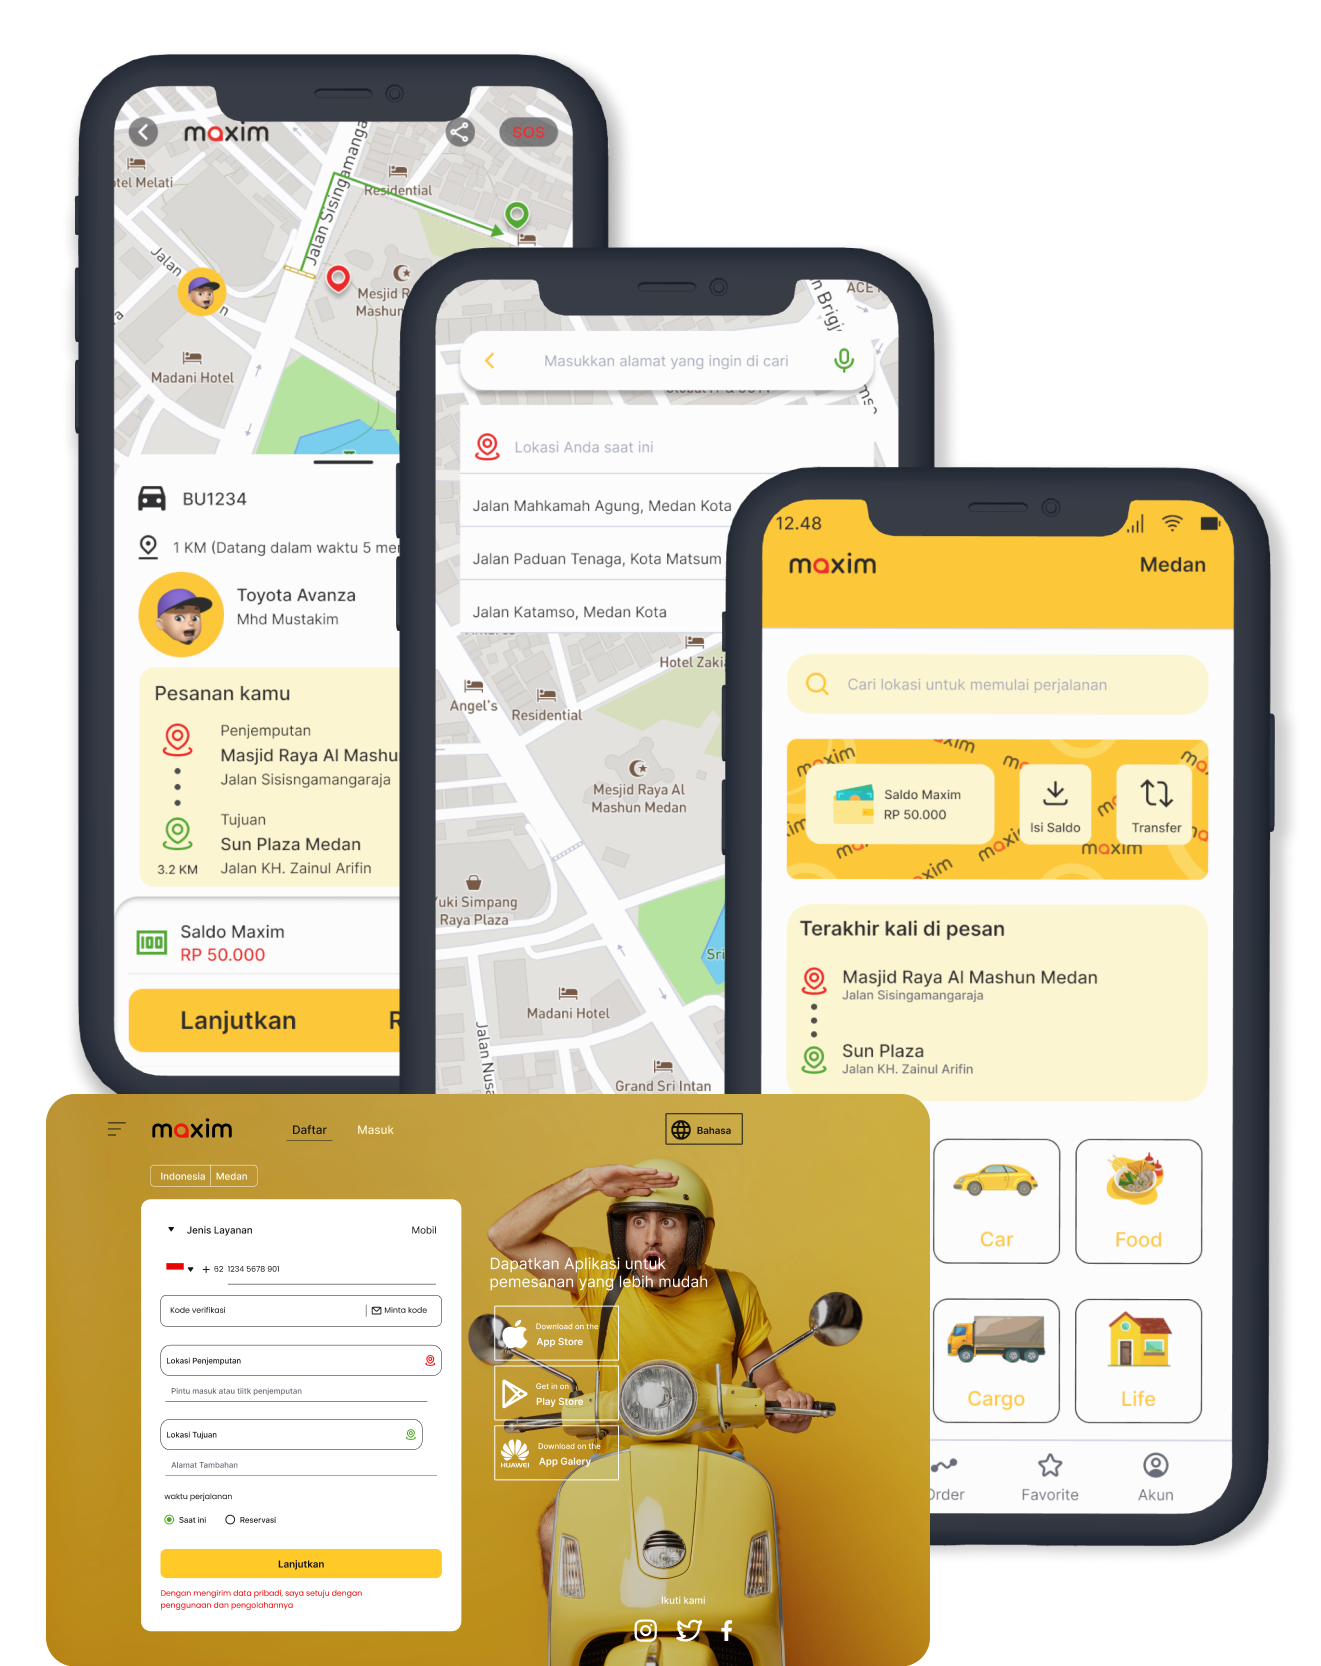 maxim
SOS
otel Melati
Residential
Jalan Sisingamanga
Jalan
Mesjid R
Mashun
Madani Hotel
BU1234
1 KM (Datang dalam waktu 5 mer
Toyota Avanza
Mhd Mustakim
Pesanan kamu
Penjemputan
Masjid Raya Al Mashu
Jalan Sisisngamangaraja
Tujuan
Sun Plaza Medan
3.2 KM
Jalan KH. Zainul Arifin
100
Saldo Maxim
RP 50.000
Lanjutkan
R
ACE
n Brigj
Masukkan alamat yang ingin di cari
Lokasi Anda saat ini
Jalan Mahkamah Agung, Medan Kota
Jalan Paduan Tenaga, Kota Matsum
Jalan Katamso, Medan Kota
Hotel Zaki
Angel's
Residential
Mesjid Raya Al
Mashun Medan
Yuki Simpang
Raya Plaza
Sri
Madani Hotel
Jalan Nusa
Grand Sri Intan
12.48
maxim
Medan
Cari lokasi untuk memulai perjalanan
Saldo Maxim
RP 50.000
Isi Saldo
Transfer
maxim
Terakhir kali di pesan
Masjid Raya Al Mashun Medan
Jalan Sisingamangaraja
Sun Plaza
Jalan KH. Zainul Arifin
Car
Food
Cargo
Life
Order
Favorite
Akun
maxim
Daftar
Masuk
Bahasa
Indonesia
Medan
Jenis Layanan
Mobil
+ 62 1234 5678 901
Kode verifikasi
Minta kode
Lokasi Penjemputan
Pintu masuk atau tiitk penjemputan
Lokasi Tujuan
Alamat Tambahan
waktu perjalanan
Saat ini
Reservasi
Lanjutkan
Dengan mengirim data pribadi, saya setuju dengan
penggunaan dan pengolahannya
Dapatkan Aplikasi untuk
pemesanan yang lebih mudah
Download on the
App Store
Get in on
Play Store
HUAWEI
Download on the
App Galery
Ikuti kami